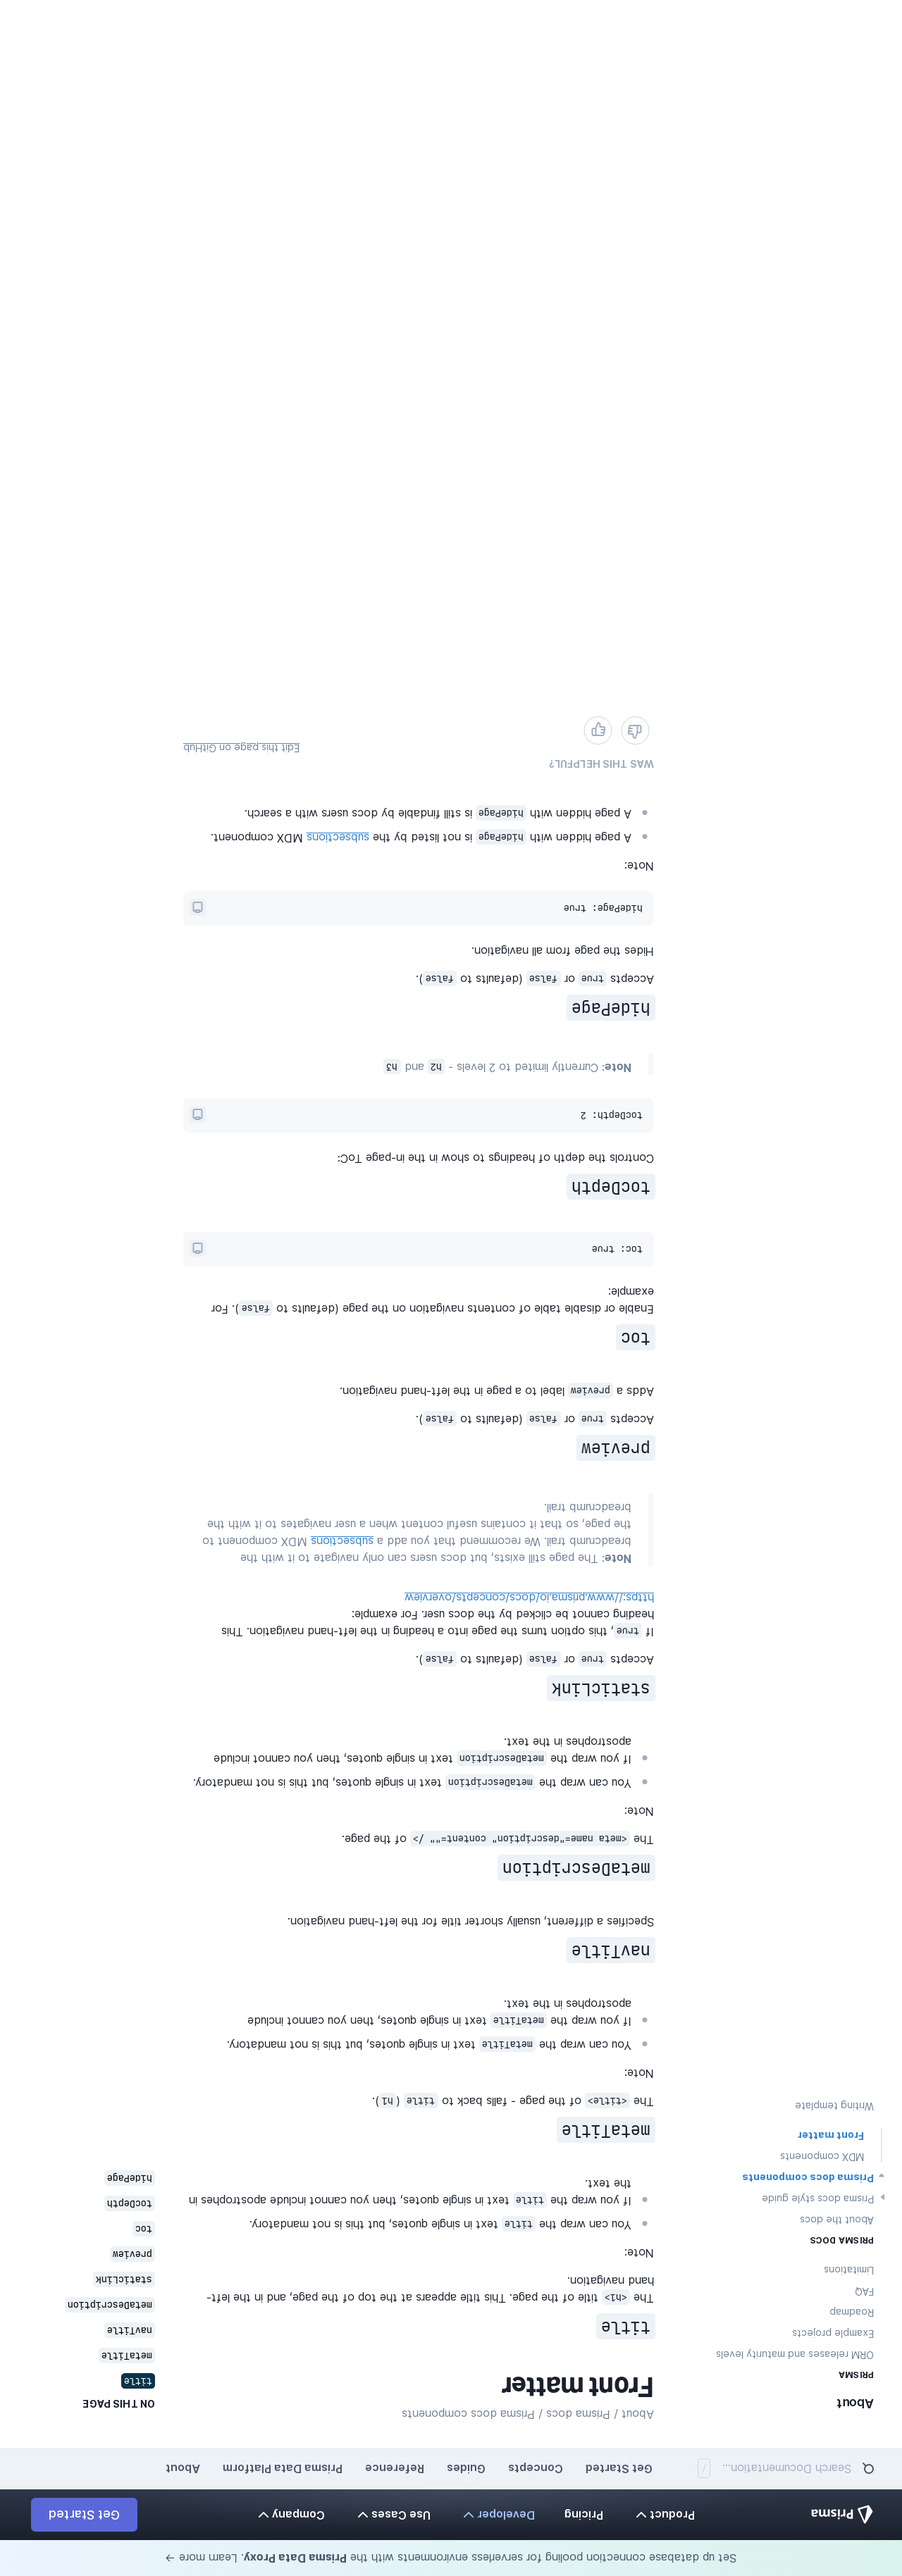 Set up database connection pooling for serverless environments with the Prisma Data Proxy. Learn more →
Prisma
Product
Pricing
Developer
Use Cases
Company
Get Started
Search Documentation... /
Get Started
Concepts
Guides
Reference
Prisma Data Platform
About
About
PRISMA
ORM releases and maturity levels
Example projects
Roadmap
FAQ
Limitations
PRISMA DOCS
About the docs
Prisma docs style guide
Prisma docs components
MDX components
Front matter
Writing template
About / Prisma docs / Prisma docs components
Front matter
title
The <h1> title of the page. This title appears at the top of the page, and in the left-
hand navigation.
Note:
You can wrap the title text in single quotes, but this is not mandatory.
If you wrap the title text in single quotes, then you cannot include apostrophes in
the text.
metaTitle
The <title> of the page - falls back to title (h1).
Note:
You can wrap the metaTitle text in single quotes, but this is not mandatory.
If you wrap the metaTitle text in single quotes, then you cannot include
apostrophes in the text.
navTitle
Specifies a different, usually shorter title for the left-hand navigation.
metaDescription
The <meta name="description" content="" /> of the page.
Note:
You can wrap the metaDescription text in single quotes, but this is not mandatory.
If you wrap the metaDescription text in single quotes, then you cannot include
apostrophes in the text.
staticLink
Accepts true or false (defaults to false).
If true, this option turns the page into a heading in the left-hand navigation. This
heading cannot be clicked by the docs user. For example:
https://www.prisma.io/docs/concepts/overview
Note: The page still exists, but docs users can only navigate to it with the
breadcrumb trail. We recommend that you add a subsections MDX component to
the page, so that it contains useful content when a user navigates to it with the
breadcrumb trail.
preview
Accepts true or false (defaults to false).
Adds a preview label to a page in the left-hand navigation.
toc
Enable or disable table of contents navigation on the page (defaults to false). For
example:
toc: true
tocDepth
Controls the depth of headings to show in the in-page ToC:
tocDepth: 2
Note: Currently limited to 2 levels - h2 and h3
hidePage
Accepts true or false (defaults to false).
Hides the page from all navigation.
hidePage: true
Note:
A page hidden with hidePage is not listed by the subsections MDX component.
A page hidden with hidePage is still findable by docs users with a search.
WAS THIS HELPFUL?
Edit this page on GitHub
ON THIS PAGE
title
metaTitle
navTitle
metaDescription
staticLink
preview
toc
tocDepth
hidePage